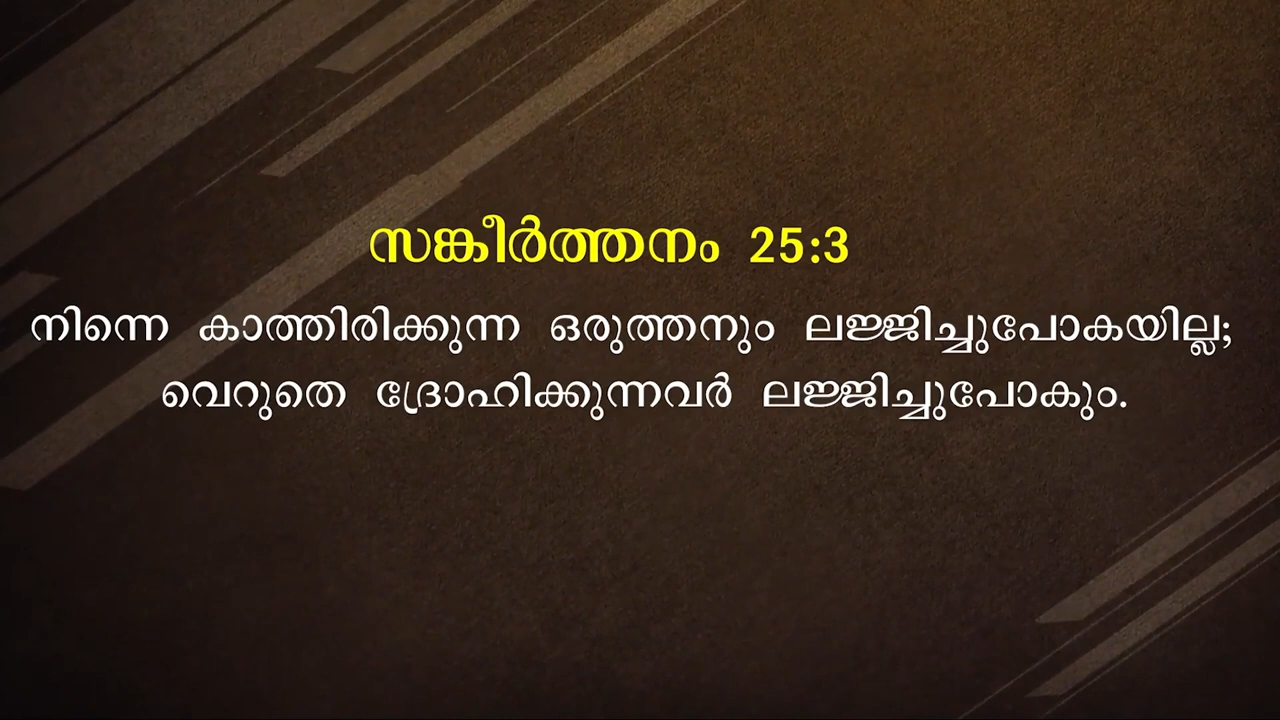 സങ്കീർത്തനം 25:3
നിന്നെ കാത്തിരിക്കുന്ന ഒരുത്തനും ലജ്ജിച്ചുപോകയില്ല;
വെറുതെ ദ്രോഹിക്കുന്നവർ ലജ്ജിച്ചുപോകും.